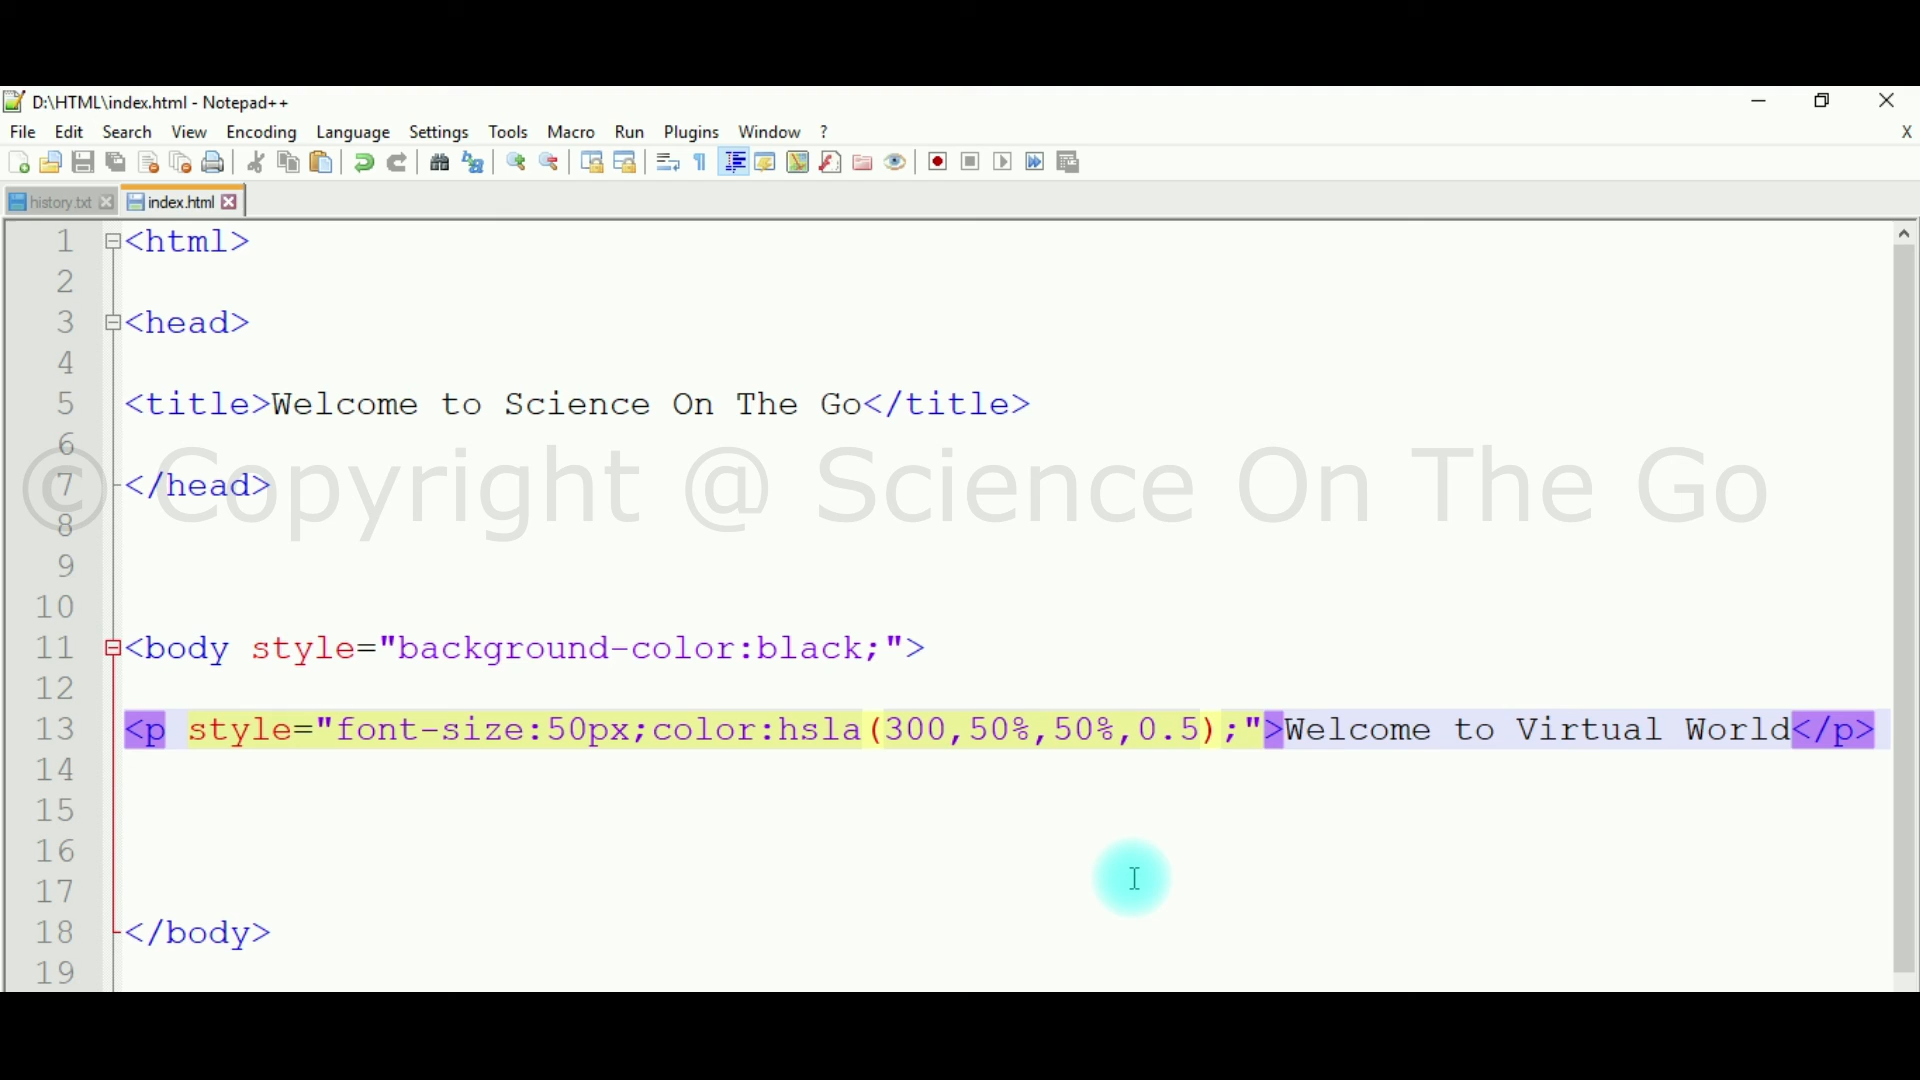 D:\HTML\index.html - Notepad++
File Edit Search View Encoding Language Settings Tools Macro Run Plugins Window ? X
history.txt index.html
1 <html>
2
3 <head>
4
5 <title>Welcome to Science On The Go</title>
6
© Copyright @ Science On The Go
7 </head>
8
9
10
11 <body style="background-color:black;">
12
13 <p style="font-size:50px;color:hsla(300,50%,50%,0.5);">Welcome to Virtual World</p>
14
15
16
17
18 </body>
19